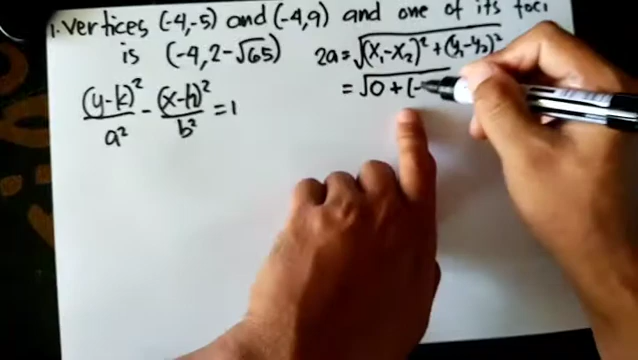 1. Vertices (-4,-5) and (-4,9) and one of its foci
is (-4, 2-√65)
2a = √(x₁-x₂)² + (y₁-y₂)²
= √0 + (-
(y-k)²/a² - (x-h)²/b² = 1